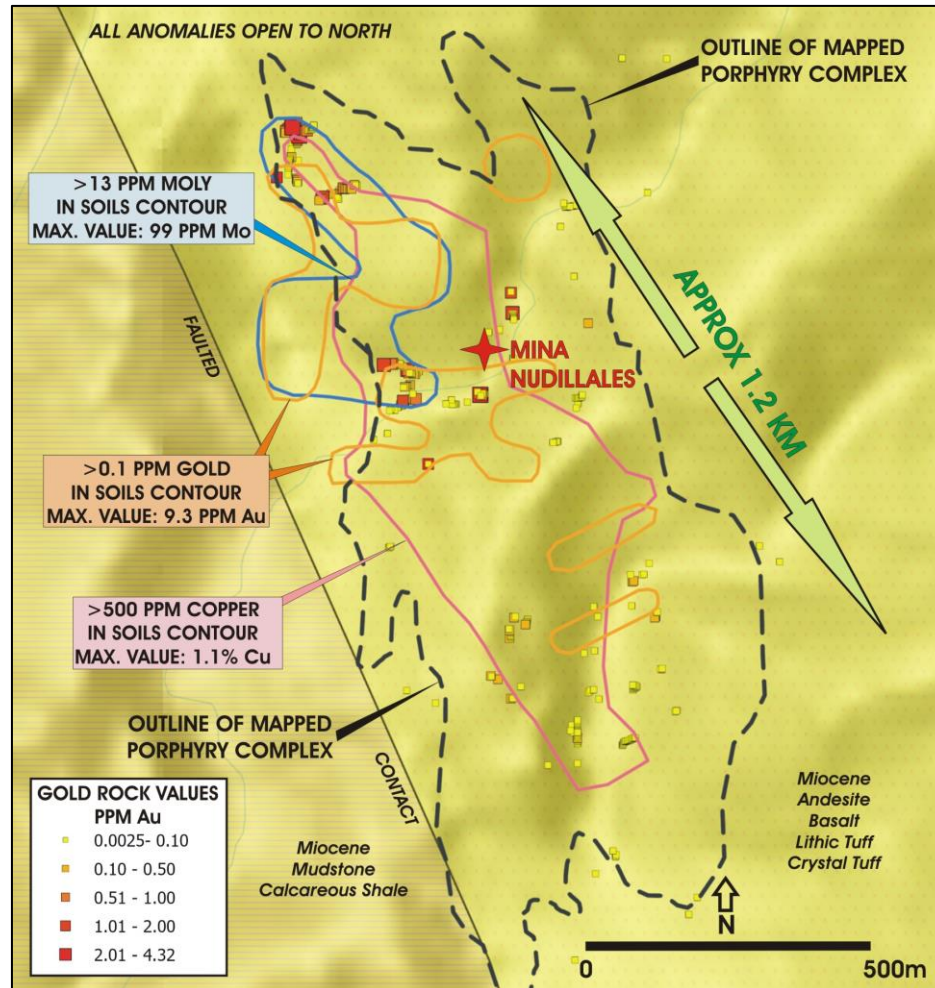 ALL ANOMALIES OPEN TO NORTH
OUTLINE OF MAPPED
PORPHYRY COMPLEX
>13 PPM MOLY
IN SOILS CONTOUR
MAX. VALUE: 99 PPM Mo
APPROX 1.2 KM
FAULTED
MINA
NUDILLALES
>0.1 PPM GOLD
IN SOILS CONTOUR
MAX. VALUE: 9.3 PPM Au
>500 PPM COPPER
IN SOILS CONTOUR
MAX. VALUE: 1.1% Cu
OUTLINE OF MAPPED
PORPHYRY COMPLEX
CONTACT
GOLD ROCK VALUES
PPM Au
0.0025- 0.10
0.10 - 0.50
0.51 - 1.00
1.01 - 2.00
2.01 - 4.32
Miocene
Mudstone
Calcareous Shale
Miocene
Andesite
Basalt
Lithic Tuff
Crystal Tuff
N
0 500m